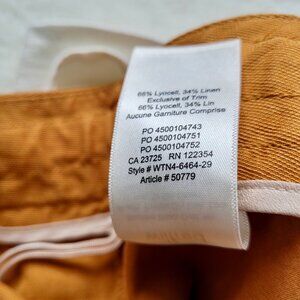 66% Lyocell, 34% Linen
Exclusive of Trim
66% Lyocell, 34% Lin
Aucune Garniture Comprise
PO 4500104743
PO 4500104751
PO 4500104752
CA 23725 RN 122354
Style # WTN4-6464-29
Article # 50779